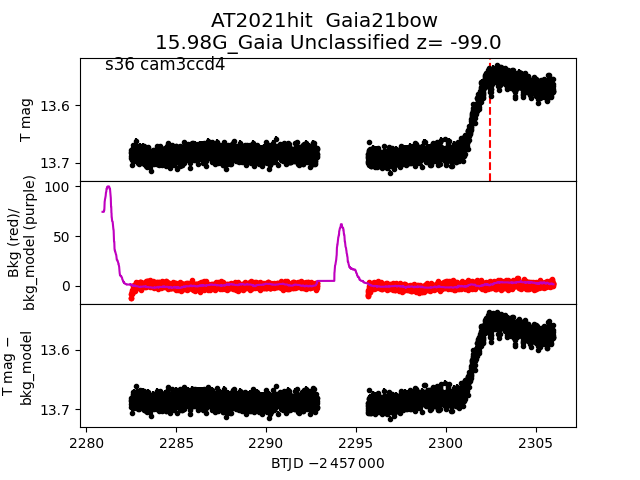 AT2021hit  Gaia21bow
15.98G_Gaia Unclassified z= -99.0
s36 cam3ccd4
T mag
13.6
13.7
Bkg (red)/
bkg_model (purple)
100
50
0
T mag −
bkg_model
13.6
13.7
2280 2285 2290 2295 2300 2305
BTJD −2 457 000